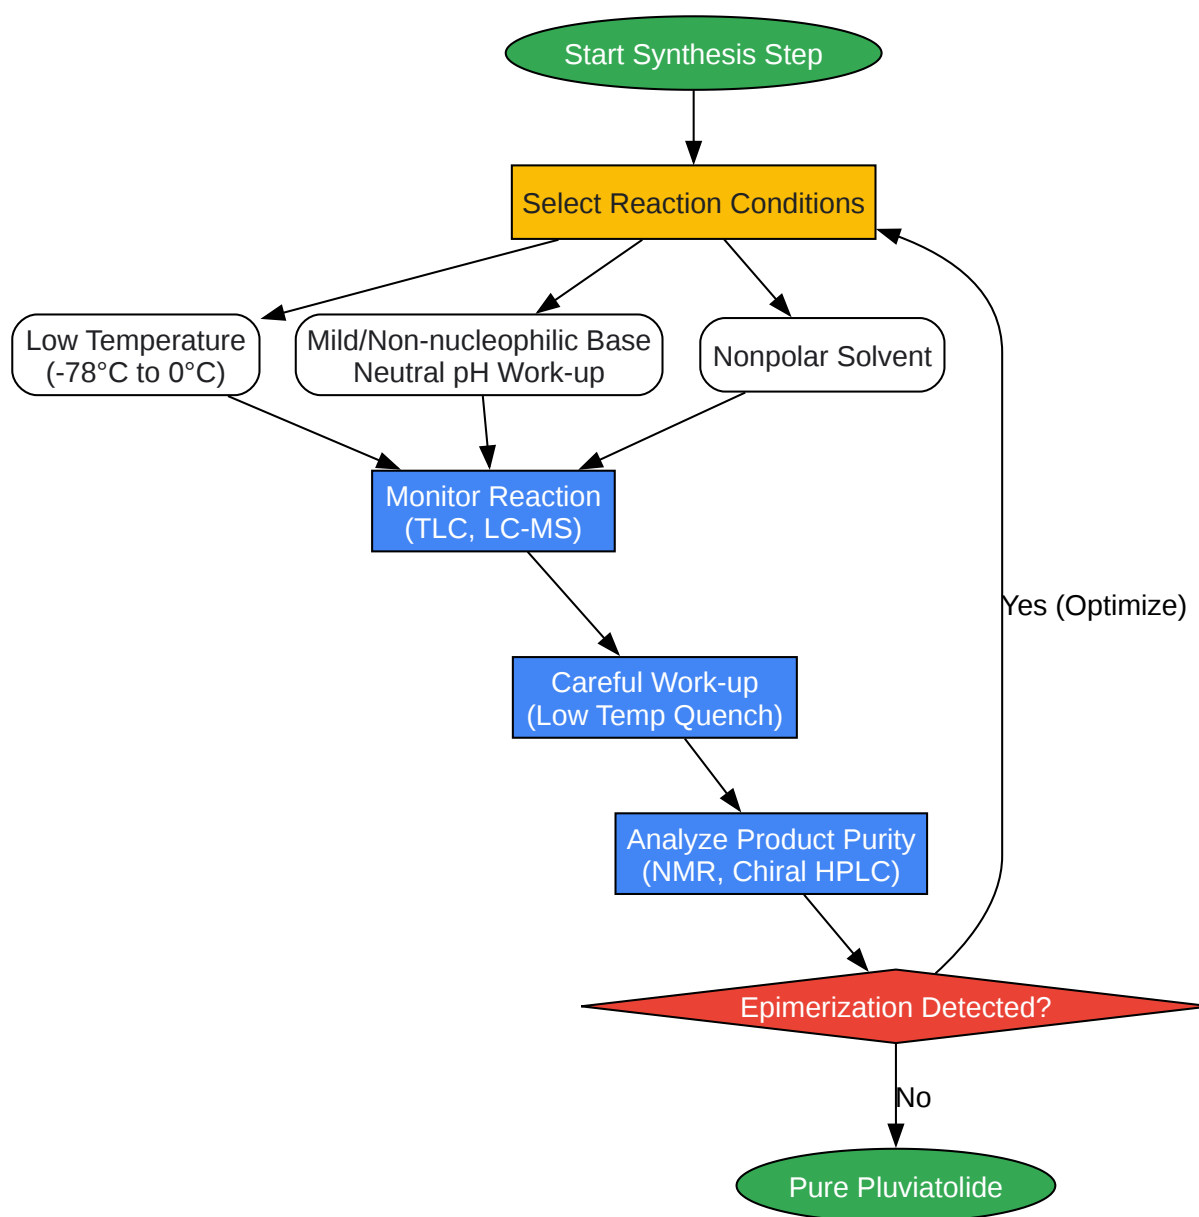 Start Synthesis Step
Select Reaction Conditions
Low Temperature
(-78°C to 0°C)
Mild/Non-nucleophilic Base
Neutral pH Work-up
Nonpolar Solvent
Monitor Reaction
(TLC, LC-MS)
Yes (Optimize)
Careful Work-up
(Low Temp Quench)
Analyze Product Purity
(NMR, Chiral HPLC)
Epimerization Detected?
No
Pure Pluviatolide